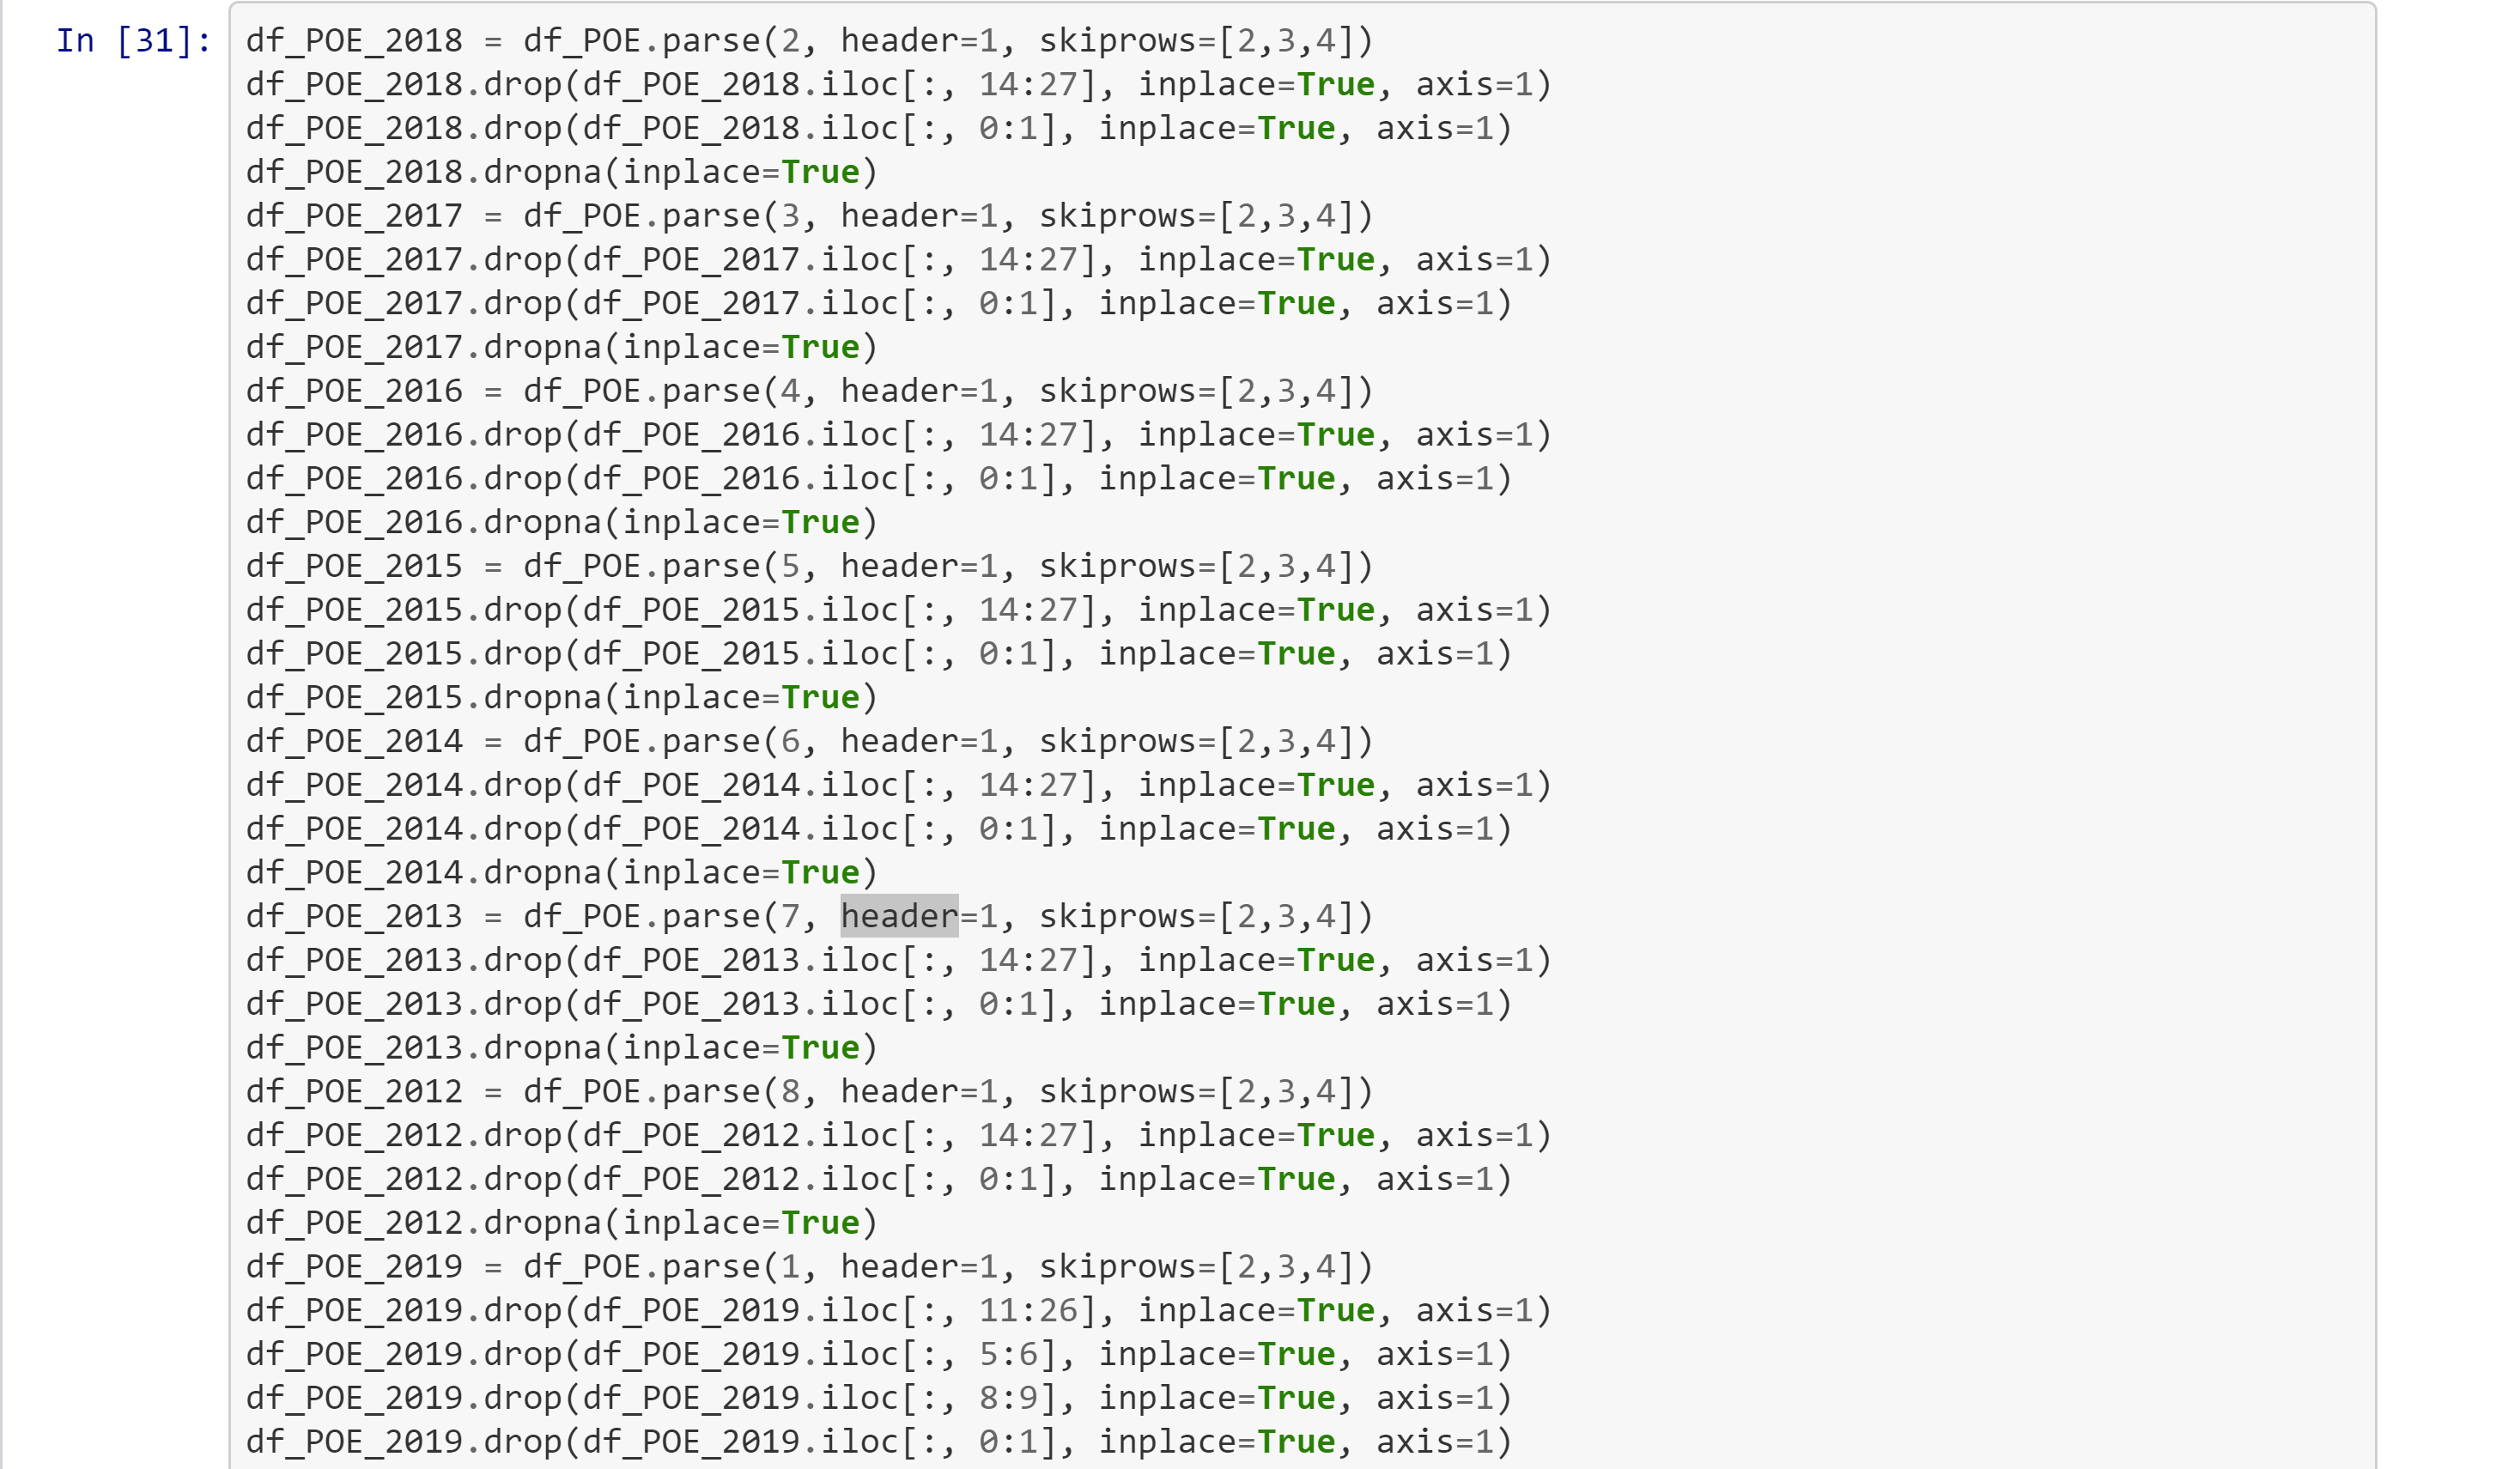 In [31]: df_POE_2018 = df_POE.parse(2, header=1, skiprows=[2,3,4])
df_POE_2018.drop(df_POE_2018.iloc[:, 14:27], inplace=True, axis=1)
df_POE_2018.drop(df_POE_2018.iloc[:, 0:1], inplace=True, axis=1)
df_POE_2018.dropna(inplace=True)
df_POE_2017 = df_POE.parse(3, header=1, skiprows=[2,3,4])
df_POE_2017.drop(df_POE_2017.iloc[:, 14:27], inplace=True, axis=1)
df_POE_2017.drop(df_POE_2017.iloc[:, 0:1], inplace=True, axis=1)
df_POE_2017.dropna(inplace=True)
df_POE_2016 = df_POE.parse(4, header=1, skiprows=[2,3,4])
df_POE_2016.drop(df_POE_2016.iloc[:, 14:27], inplace=True, axis=1)
df_POE_2016.drop(df_POE_2016.iloc[:, 0:1], inplace=True, axis=1)
df_POE_2016.dropna(inplace=True)
df_POE_2015 = df_POE.parse(5, header=1, skiprows=[2,3,4])
df_POE_2015.drop(df_POE_2015.iloc[:, 14:27], inplace=True, axis=1)
df_POE_2015.drop(df_POE_2015.iloc[:, 0:1], inplace=True, axis=1)
df_POE_2015.dropna(inplace=True)
df_POE_2014 = df_POE.parse(6, header=1, skiprows=[2,3,4])
df_POE_2014.drop(df_POE_2014.iloc[:, 14:27], inplace=True, axis=1)
df_POE_2014.drop(df_POE_2014.iloc[:, 0:1], inplace=True, axis=1)
df_POE_2014.dropna(inplace=True)
df_POE_2013 = df_POE.parse(7, header=1, skiprows=[2,3,4])
df_POE_2013.drop(df_POE_2013.iloc[:, 14:27], inplace=True, axis=1)
df_POE_2013.drop(df_POE_2013.iloc[:, 0:1], inplace=True, axis=1)
df_POE_2013.dropna(inplace=True)
df_POE_2012 = df_POE.parse(8, header=1, skiprows=[2,3,4])
df_POE_2012.drop(df_POE_2012.iloc[:, 14:27], inplace=True, axis=1)
df_POE_2012.drop(df_POE_2012.iloc[:, 0:1], inplace=True, axis=1)
df_POE_2012.dropna(inplace=True)
df_POE_2019 = df_POE.parse(1, header=1, skiprows=[2,3,4])
df_POE_2019.drop(df_POE_2019.iloc[:, 11:26], inplace=True, axis=1)
df_POE_2019.drop(df_POE_2019.iloc[:, 5:6], inplace=True, axis=1)
df_POE_2019.drop(df_POE_2019.iloc[:, 8:9], inplace=True, axis=1)
df_POE_2019.drop(df_POE_2019.iloc[:, 0:1], inplace=True, axis=1)